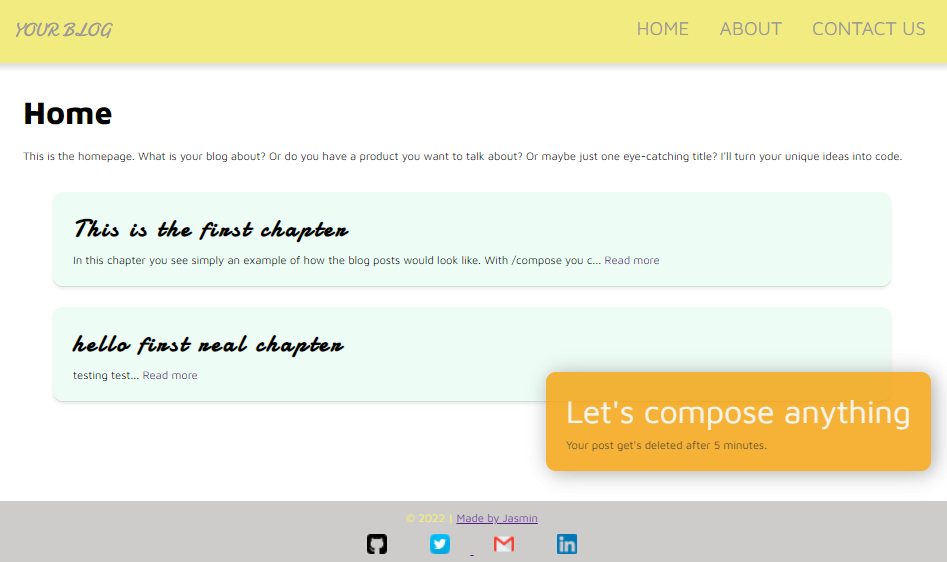 YOUR BLOG
HOME ABOUT CONTACT US
Home
This is the homepage. What is your blog about? Or do you have a product you want to talk about? Or maybe just one eye-catching title? I'll turn your unique ideas into code.
This is the first chapter
In this chapter you see simply an example of how the blog posts would look like. With /compose you c... Read more
hello first real chapter
testing test... Read more
Let's compose anything
Your post get's deleted after 5 minutes.
© 2022 | Made by Jasmin
in